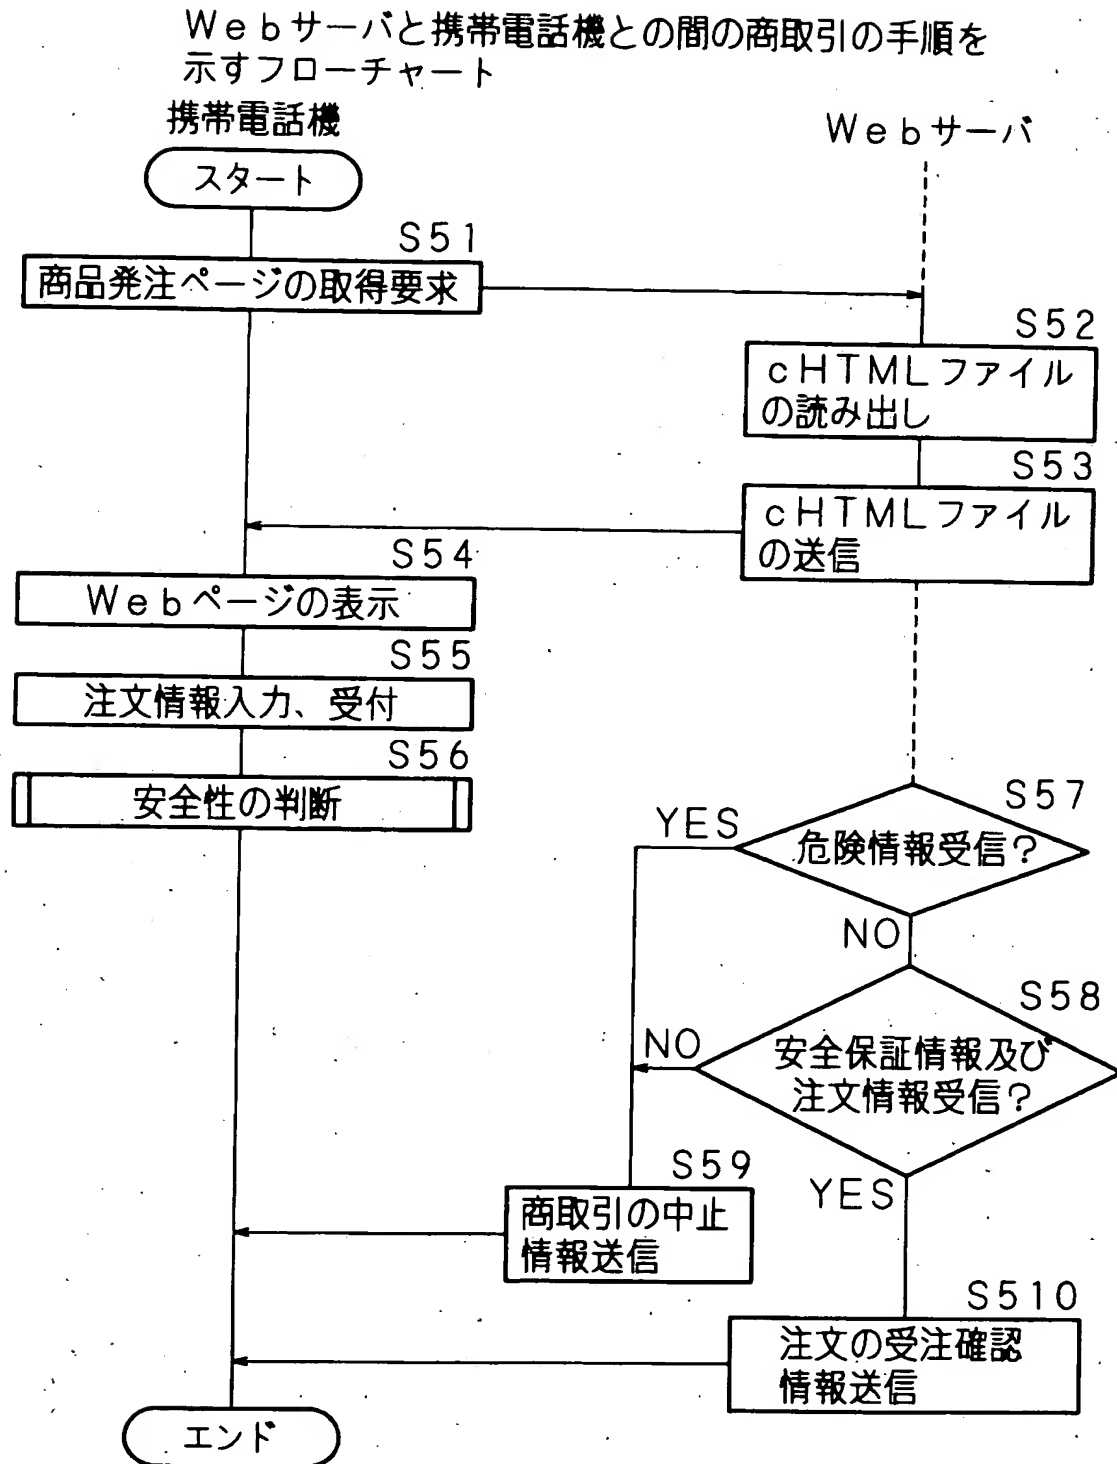 Webサーバと携帯電話機との間の商取引の手順を
示すフローチャート
携帯電話機
Webサーバ
スタート
S51
商品発注ページの取得要求
S52
cHTMLファイル
の読み出し
S53
cHTMLファイル
の送信
S54
Webページの表示
S55
注文情報入力、受付
S56
安全性の判断
S57
YES
危険情報受信?
NO
S58
NO
安全保証情報及び
注文情報受信?
S59
YES
商取引の中止
情報送信
S510
注文の受注確認
情報送信
エンド